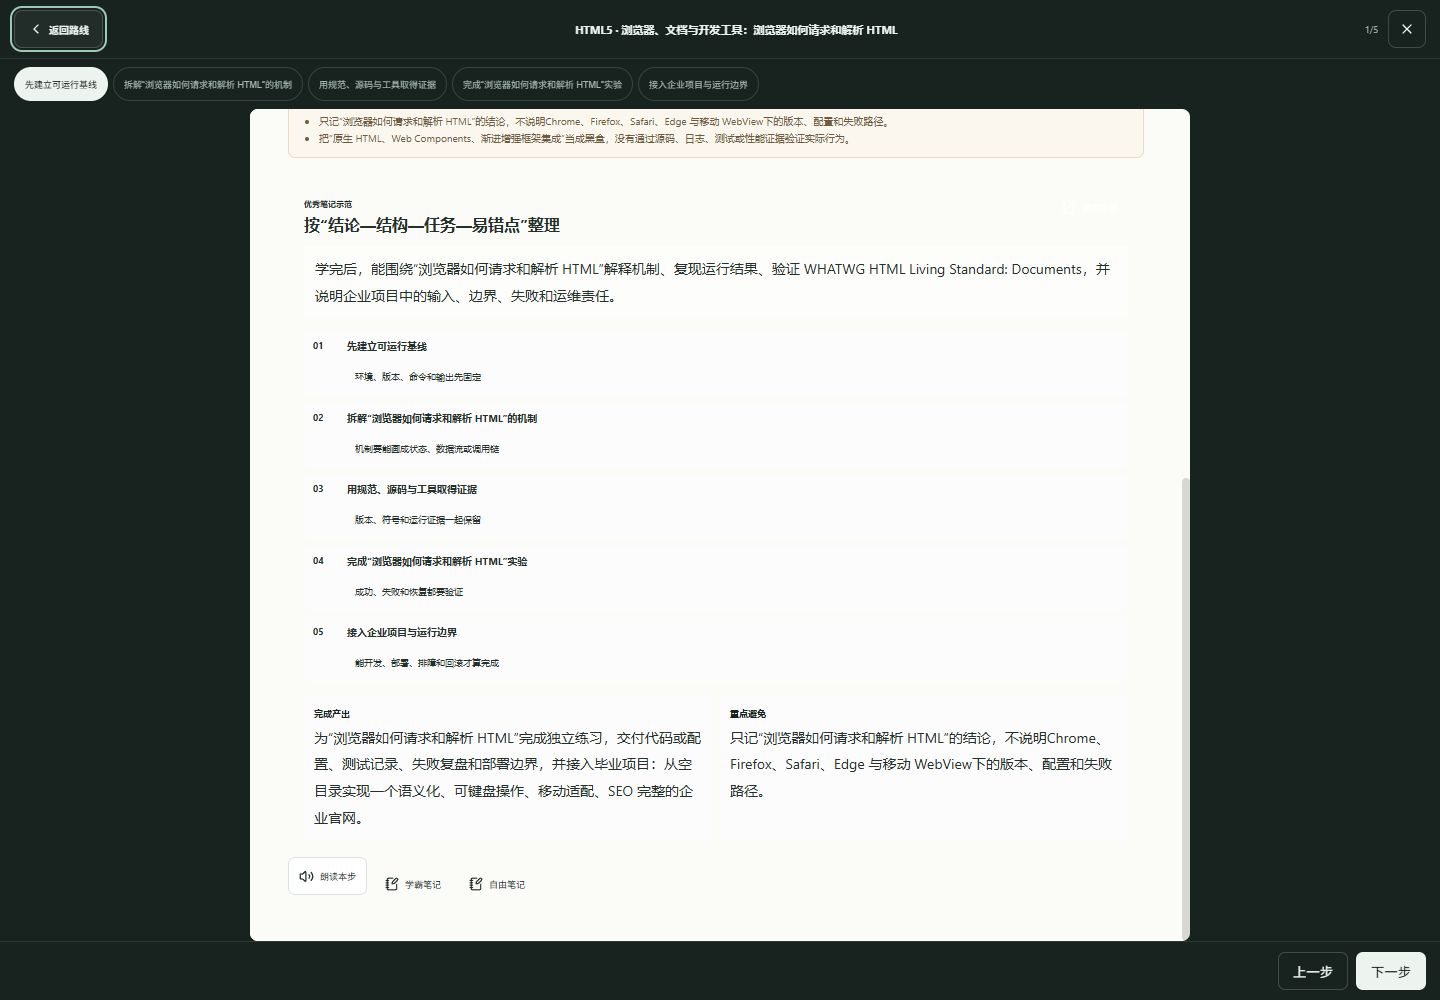 返回路线
HTML5 · 浏览器、文档与开发工具：浏览器如何请求和解析 HTML
1/5
先建立可运行基线
拆解“浏览器如何请求和解析 HTML”的机制
用规范、源码与工具取得证据
完成“浏览器如何请求和解析 HTML”实验
接入企业项目与运行边界
只记“浏览器如何请求和解析 HTML”的结论，不说明Chrome、Firefox、Safari、Edge 与移动 WebView下的版本、配置和失败路径。
把“原生 HTML、Web Components、渐进增强框架集成”当成黑盒，没有通过源码、日志、测试或性能证据验证实际行为。
优秀笔记示范
按“结论—结构—任务—易错点”整理
学完后，能围绕“浏览器如何请求和解析 HTML”解释机制、复现运行结果、验证 WHATWG HTML Living Standard: Documents，并
说明企业项目中的输入、边界、失败和运维责任。
01 先建立可运行基线
环境、版本、命令和输出先固定
02 拆解“浏览器如何请求和解析 HTML”的机制
机制要能画成状态、数据流或调用链
03 用规范、源码与工具取得证据
版本、符号和运行证据一起保留
04 完成“浏览器如何请求和解析 HTML”实验
成功、失败和恢复都要验证
05 接入企业项目与运行边界
能开发、部署、排障和回滚才算完成
完成产出
为“浏览器如何请求和解析 HTML”完成独立练习，交付代码或配
置、测试记录、失败复盘和部署边界，并接入毕业项目：从空
目录实现一个语义化、可键盘操作、移动适配、SEO 完整的企
业官网。
重点避免
只记“浏览器如何请求和解析 HTML”的结论，不说明Chrome、
Firefox、Safari、Edge 与移动 WebView下的版本、配置和失败
路径。
朗读本步
学霸笔记
自由笔记
上一步
下一步